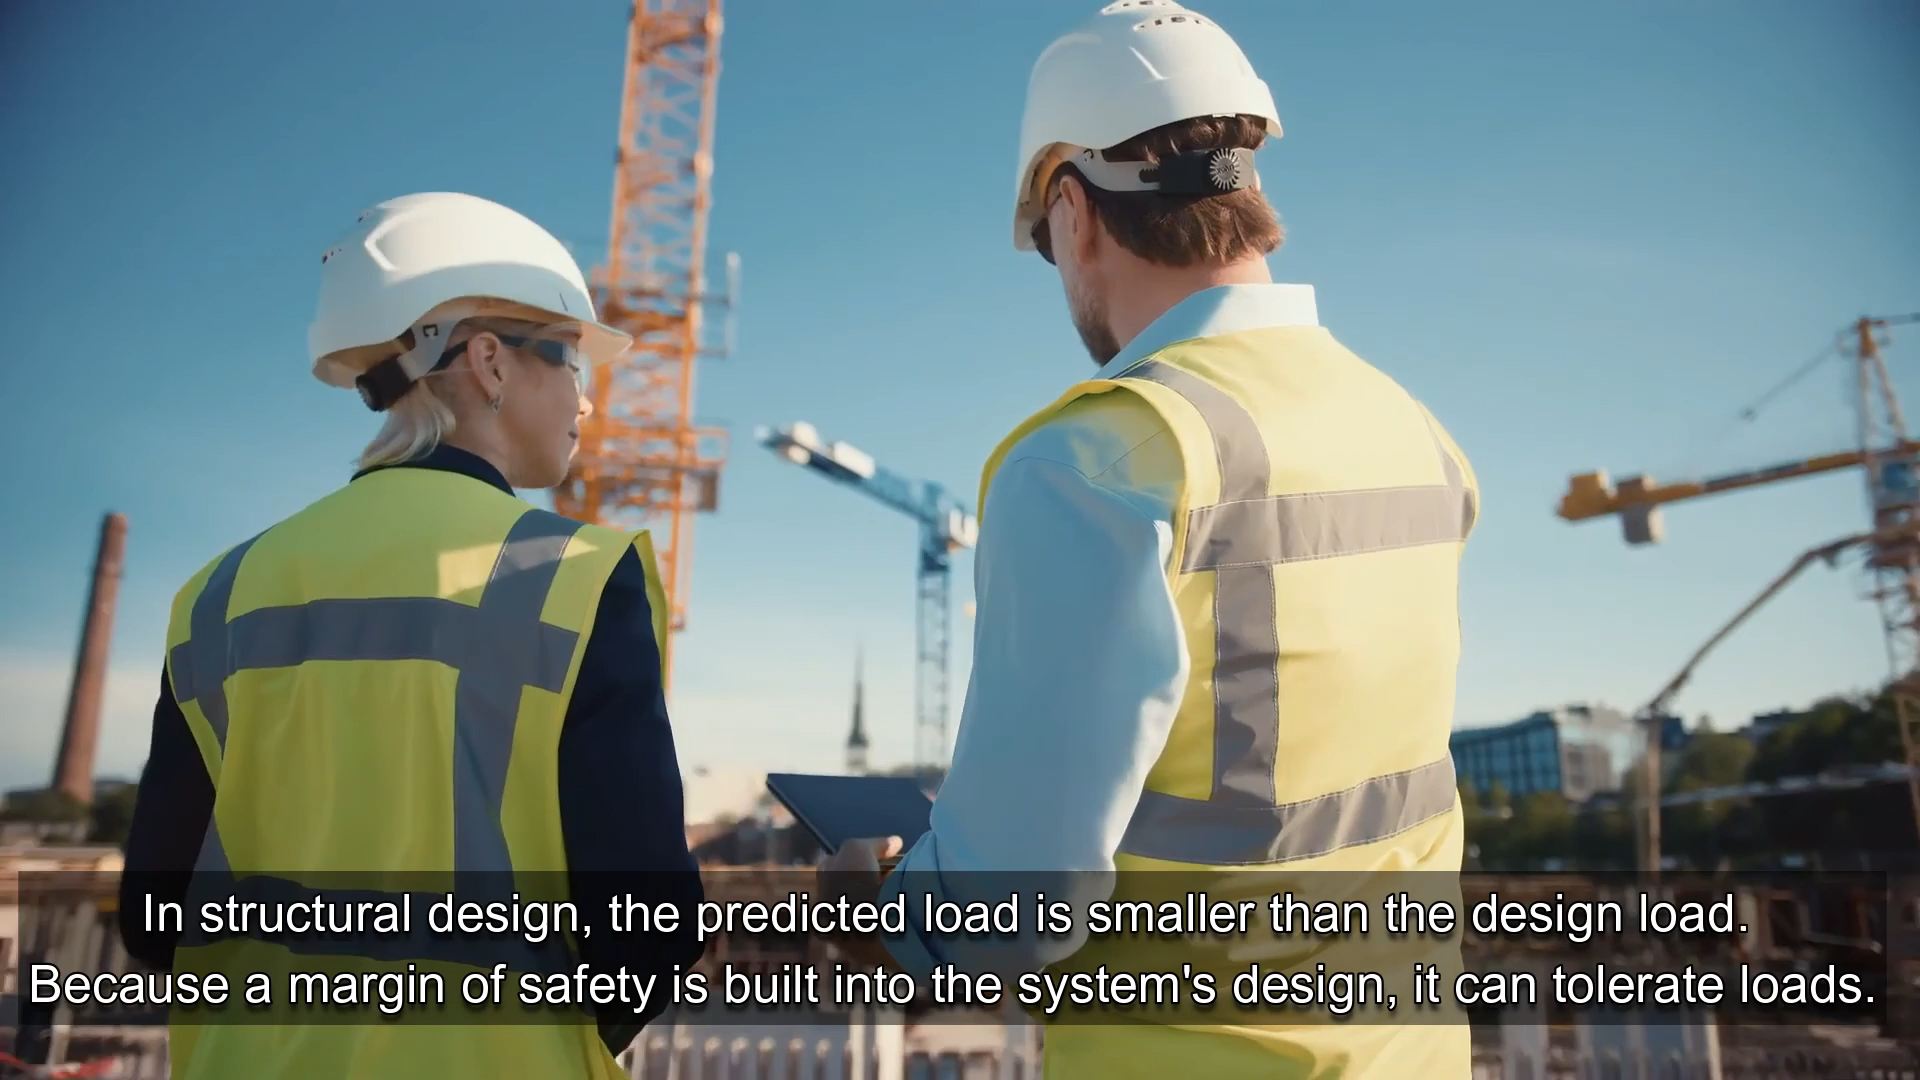 In structural design, the predicted load is smaller than the design load.
Because a margin of safety is built into the system's design, it can tolerate loads.